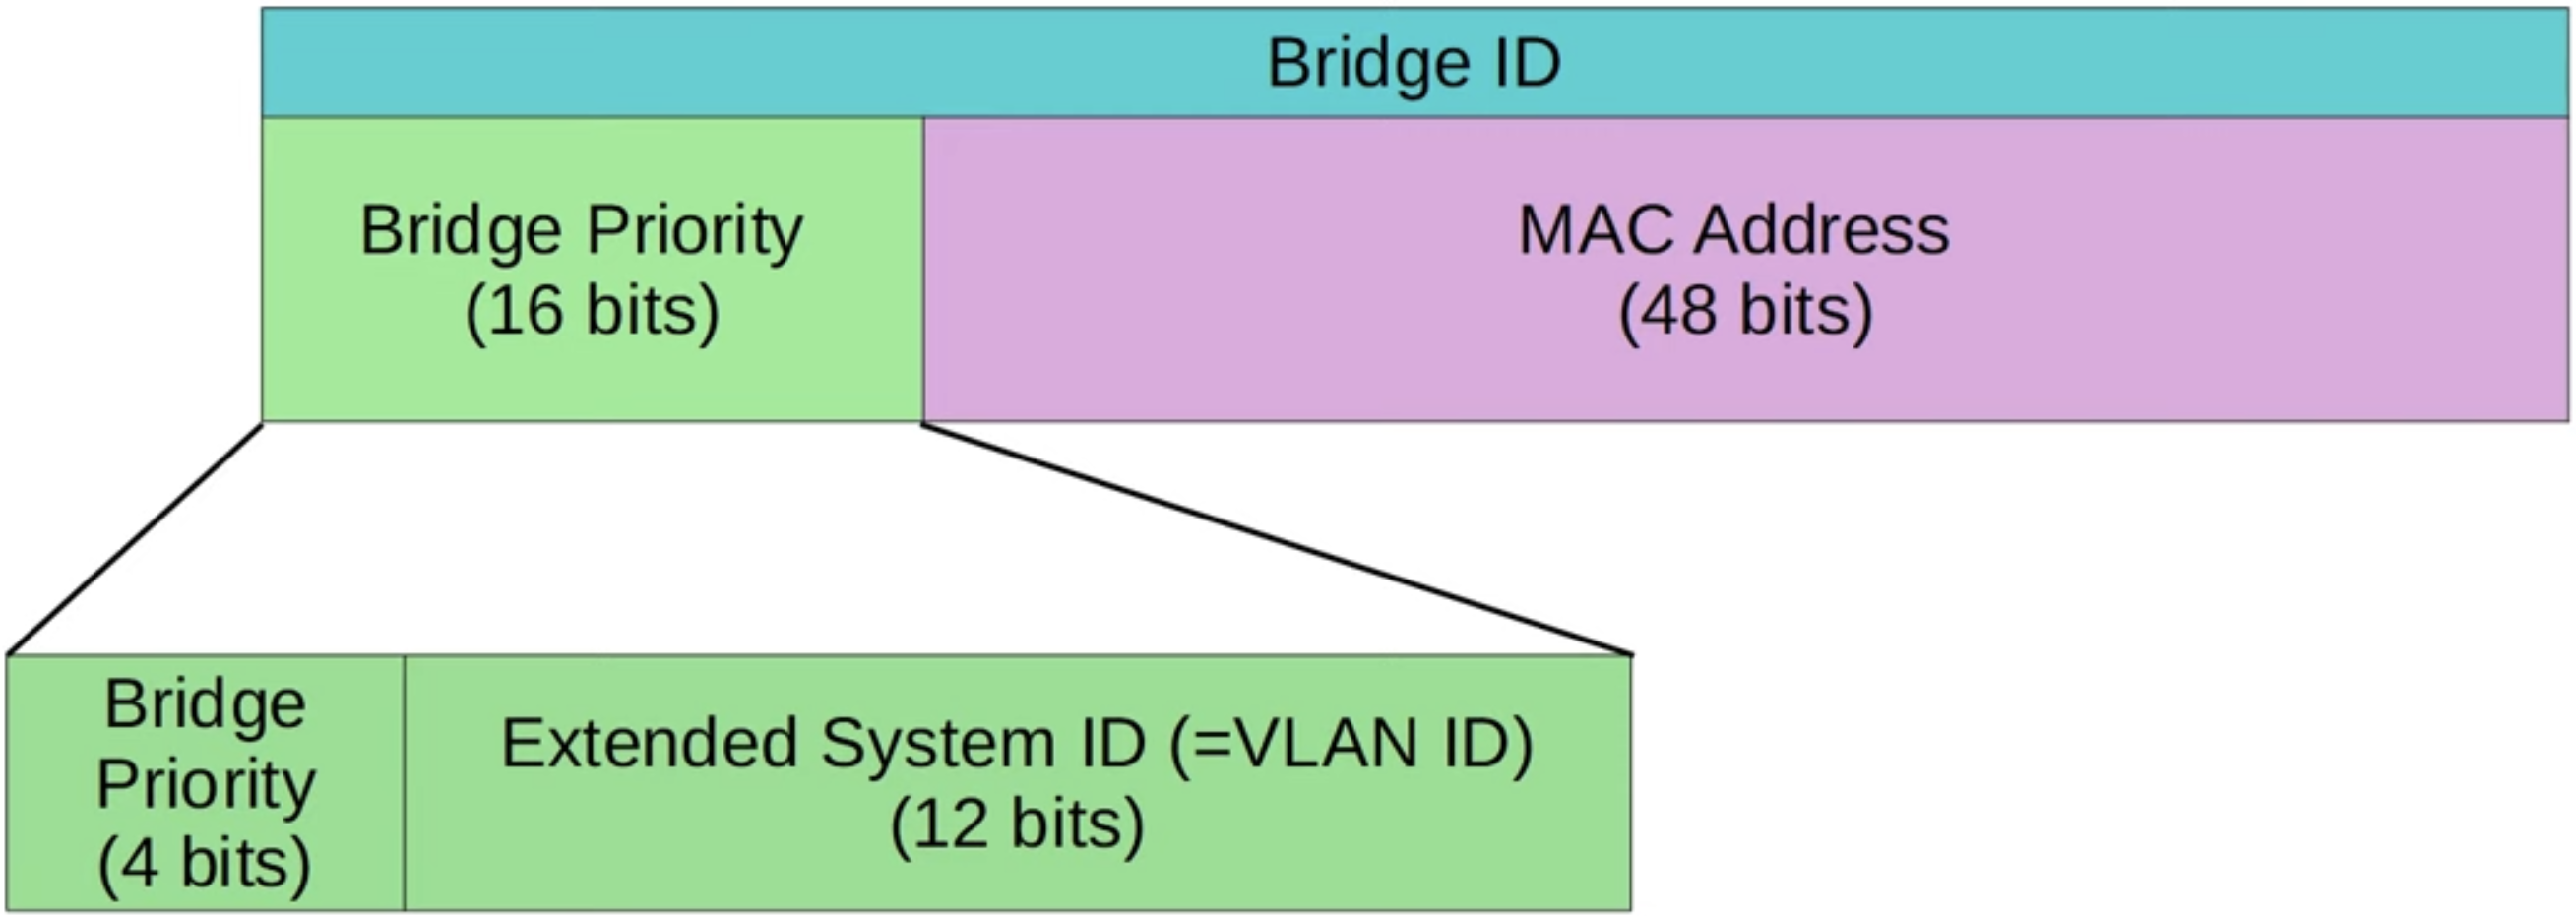 Bridge ID
Bridge Priority
(16 bits)
MAC Address
(48 bits)
Bridge
Priority
(4 bits)
Extended System ID (=VLAN ID)
(12 bits)